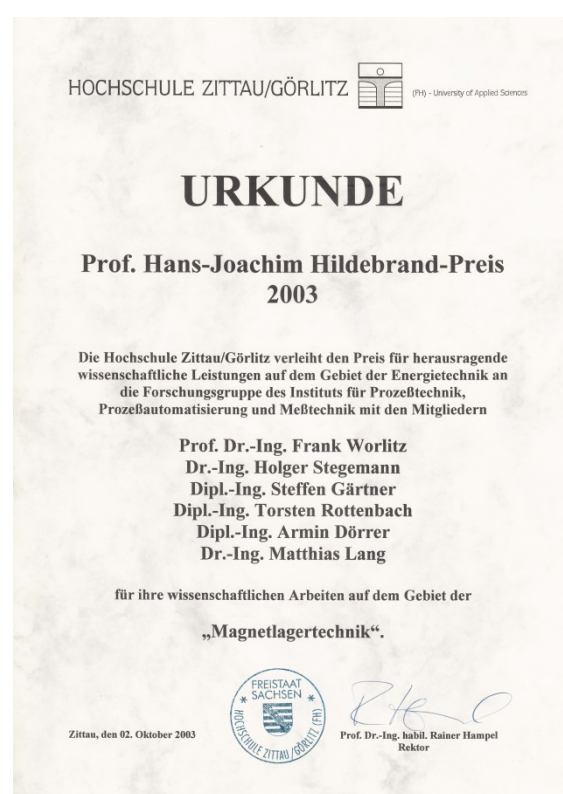 HOCHSCHULE ZITTAU/GÖRLITZ
(FH) - University of Applied Sciences
URKUNDE
Prof. Hans-Joachim Hildebrand-Preis
2003
Die Hochschule Zittau/Görlitz verleiht den Preis für herausragende
wissenschaftliche Leistungen auf dem Gebiet der Energietechnik an
die Forschungsgruppe des Instituts für Prozeßtechnik,
Prozeßautomatisierung und Meßtechnik mit den Mitgliedern
Prof. Dr.-Ing. Frank Worlitz
Dr.-Ing. Holger Stegemann
Dipl.-Ing. Steffen Gärtner
Dipl.-Ing. Torsten Rottenbach
Dipl.-Ing. Armin Dörrer
Dr.-Ing. Matthias Lang
für ihre wissenschaftlichen Arbeiten auf dem Gebiet der
„Magnetlagertechnik“.
FREISTAAT
SACHSEN
HOCHSCHULE ZITTAU/GÖRLITZ (FH)
Zittau, den 02. Oktober 2003
Prof. Dr.-Ing. habil. Rainer Hampel
Rektor